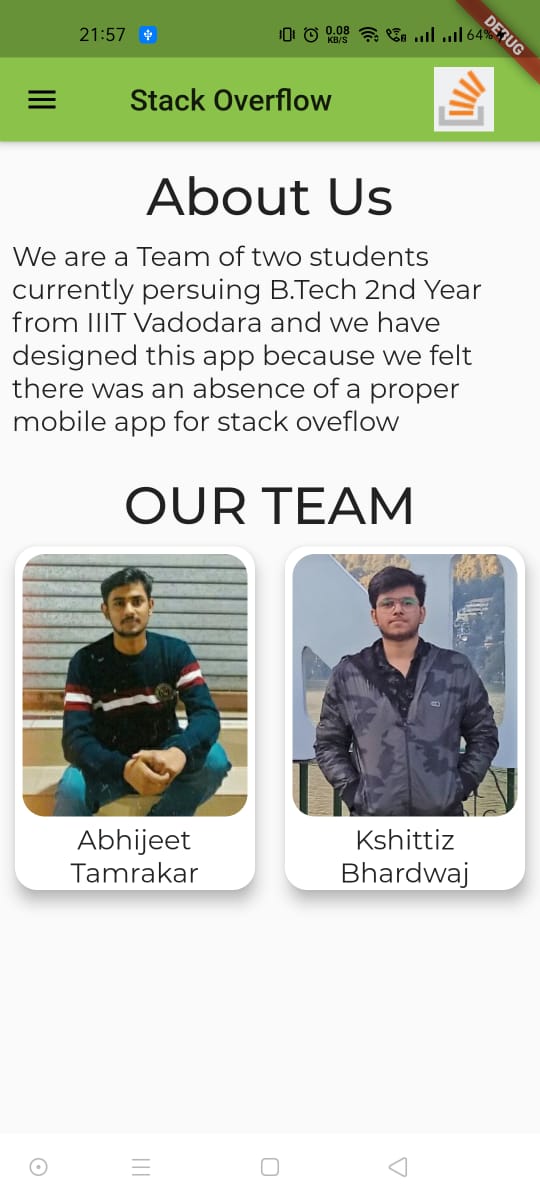 21:57
0.08
KB/S
64%
DEBUG
Stack Overflow
About Us
We are a Team of two students
currently persuing B.Tech 2nd Year
from IIIT Vadodara and we have
designed this app because we felt
there was an absence of a proper
mobile app for stack oveflow
OUR TEAM
Abhijeet
Tamrakar
Kshittiz
Bhardwaj